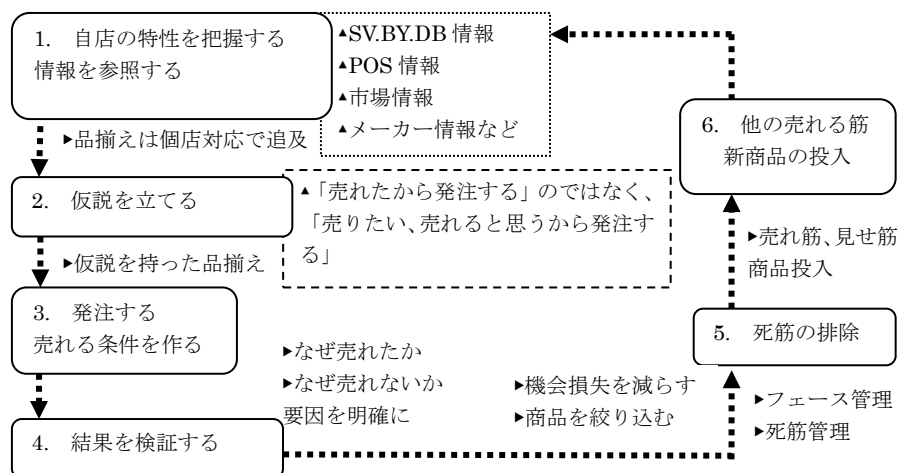 1. 自店の特性を把握する
情報を参照する
▲SV.BY.DB 情報
▲POS 情報
▲市場情報
▲メーカー情報など
▶品揃えは個店対応で追及
2. 仮説を立てる
▲「売れたから発注する」のではなく、
「売りたい、売れると思うから発注す
る」
▶仮説を持った品揃え
3. 発注する
売れる条件を作る
▶なぜ売れたか
▶なぜ売れないか
要因を明確に
4. 結果を検証する
▶機会損失を減らす
▶商品を絞り込む
▶フェース管理
▶死筋管理
5. 死筋の排除
▶売れ筋、見せ筋
商品投入
6. 他の売れる筋
新商品の投入